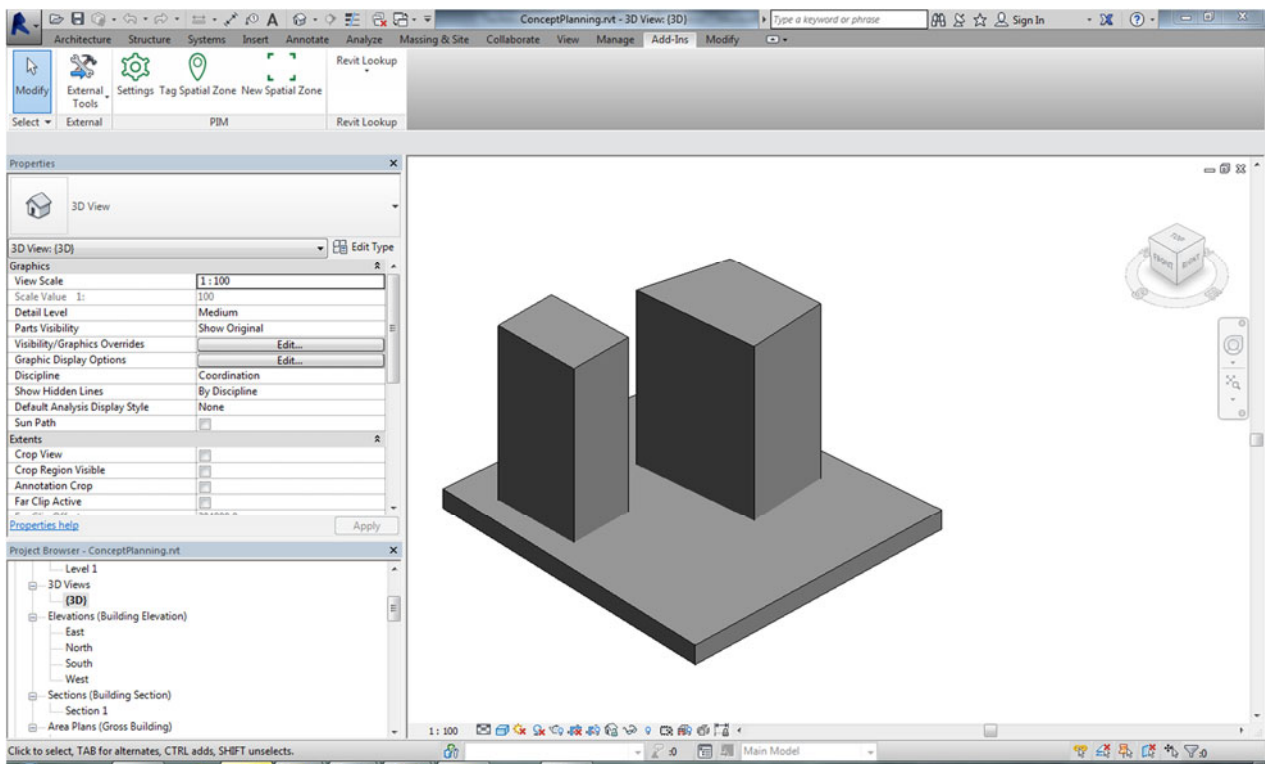 ConceptPlanning.rvt - 3D View: {3D}
Type a keyword or phrase
Sign In
Architecture Structure Systems Insert Annotate Analyze Massing & Site Collaborate View Manage Add-Ins Modify
Modify
External Tools
Settings
Tag Spatial Zone
New Spatial Zone
Revit Lookup
Select
External
PIM
Revit Lookup
Properties
3D View
3D View: {3D}
Edit Type
Graphics
View Scale 1 : 100
Scale Value 1: 100
Detail Level Medium
Parts Visibility Show Original
Visibility/Graphics Overrides Edit...
Graphic Display Options Edit...
Discipline Coordination
Show Hidden Lines By Discipline
Default Analysis Display Style None
Sun Path
Extents
Crop View
Crop Region Visible
Annotation Crop
Far Clip Active
Properties help
Apply
Project Browser - ConceptPlanning.rvt
Level 1
3D Views
{3D}
Elevations (Building Elevation)
East
North
South
West
Sections (Building Section)
Section 1
Area Plans (Gross Building)
TOP
FRONT
RIGHT
1 : 100
Click to select, TAB for alternates, CTRL adds, SHIFT unselects.
:0
Main Model
:0